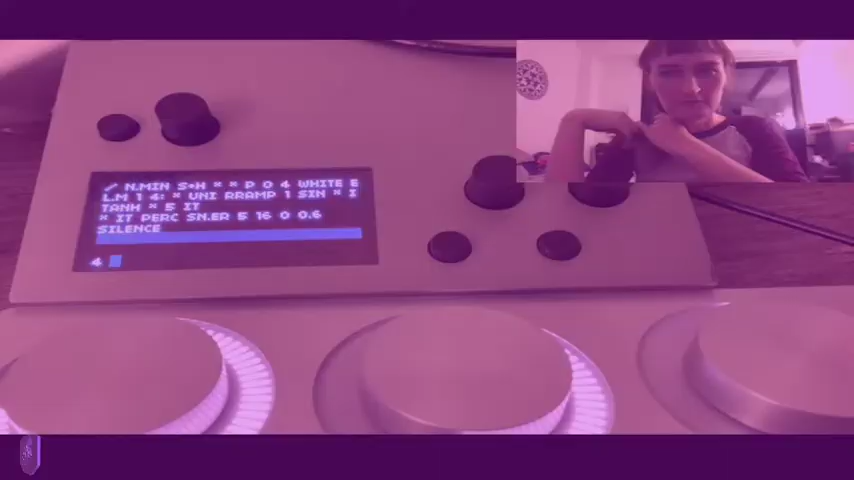 / N.MIN S+H * * P 0 4 WHITE E
L.M 1 4: * UNI RRAMP 1 SIN * I
TANH * 5 IT
* IT PERC SN.ER 5 16 0 0.6
SILENCE
4